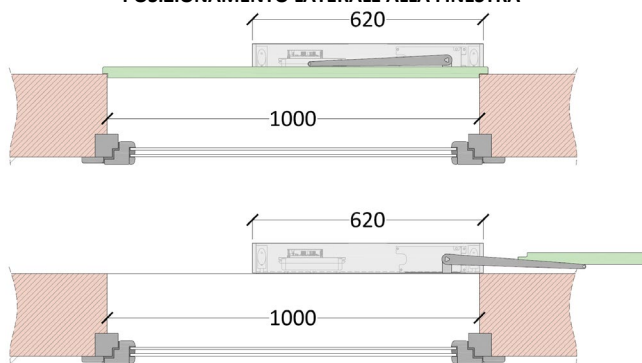 POSIZIONAMENTO LATERALE ALLA FINESTRA
620
1000
620
1000